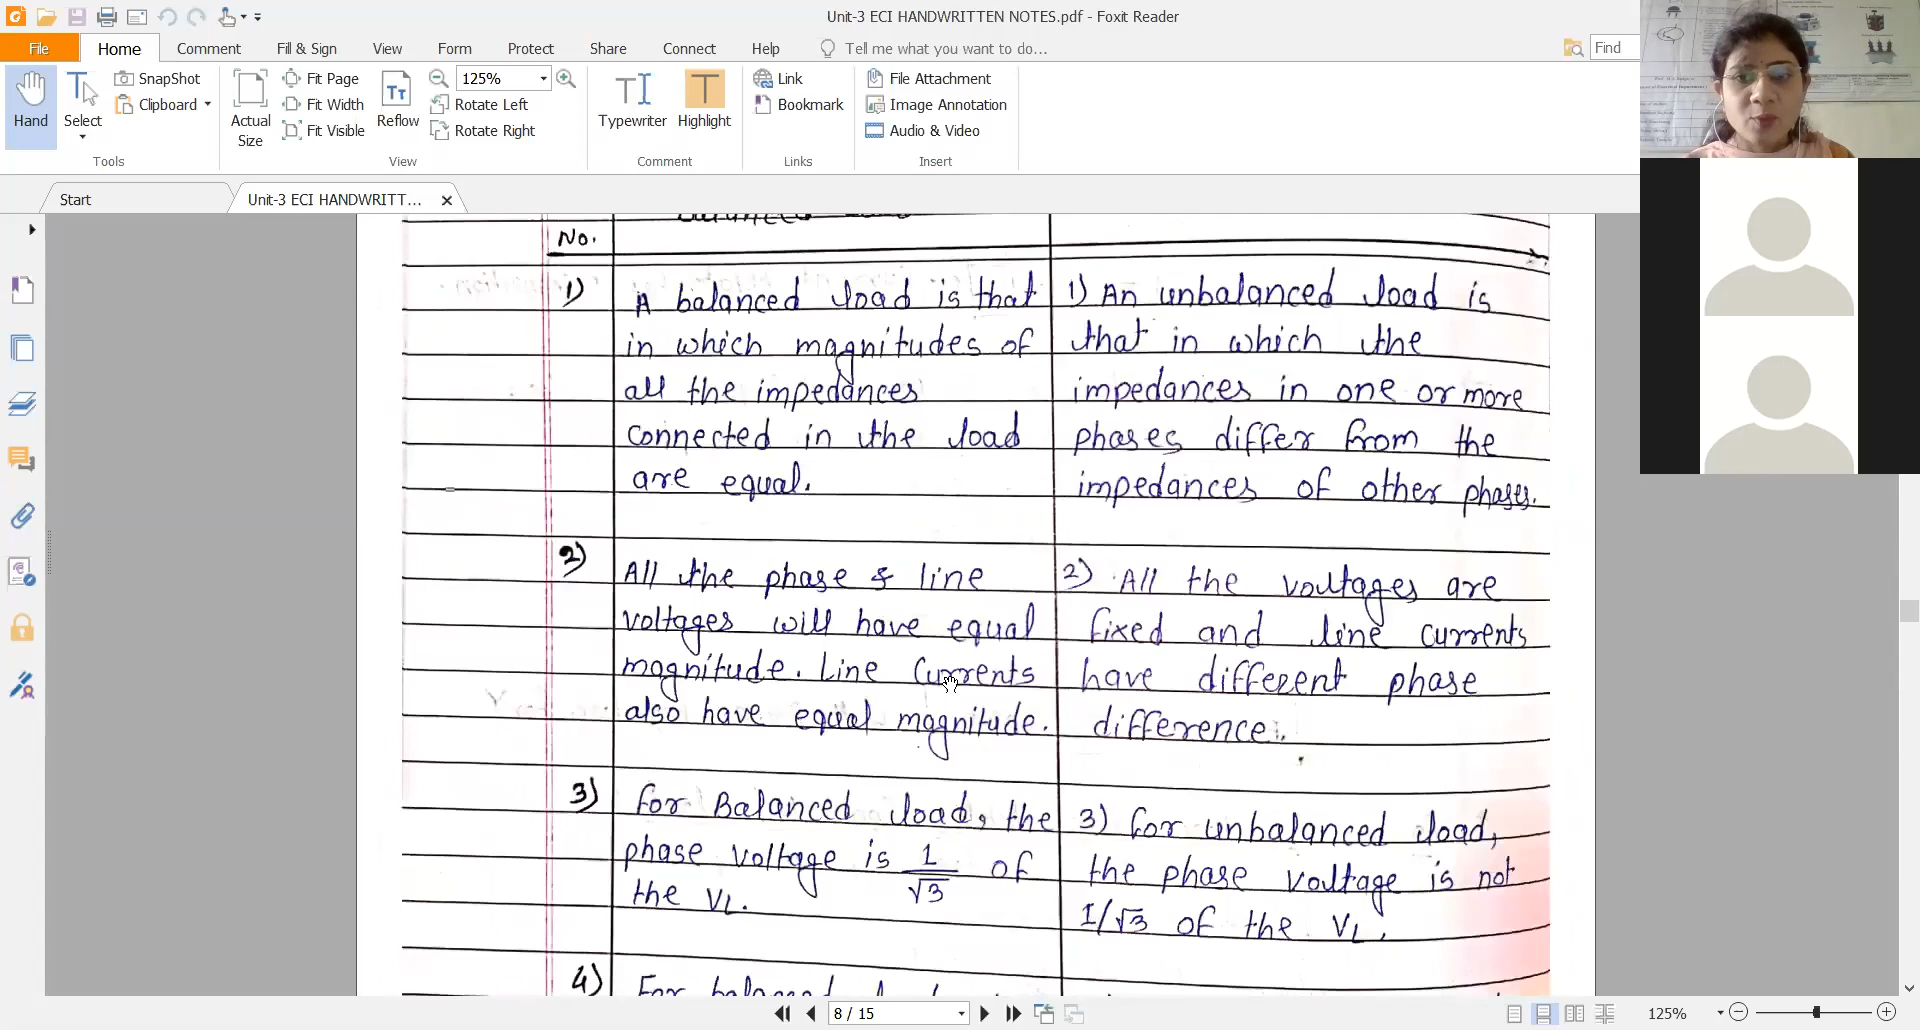 Unit-3 ECI HANDWRITTEN NOTES.pdf - Foxit Reader
File Home Comment Fill & Sign View Form Protect Share Connect Help Tell me what you want to do... Find
Hand
Select
SnapShot
Clipboard
Tools
Actual
Size
Fit Page
Fit Width
Fit Visible
Reflow
125%
Rotate Left
Rotate Right
View
Typewriter
Highlight
Comment
Link
Bookmark
Links
File Attachment
Image Annotation
Audio & Video
Insert
Start
Unit-3 ECI HANDWRITT...
No.
1)
A balanced load is that
in which magnitudes of
all the impedances
connected in the load
are equal.
1) An unbalanced load is
that in which the
impedances in one or more
phases differ from the
impedances of other phases.
2)
All the phase & line
voltages will have equal
magnitude. Line Currents
also have equal magnitude.
2) All the voltages are
fixed and line currents
have different phase
difference.
3)
For Balanced load, the
phase voltage is 1/√3 of
the VL.
3) For unbalanced load,
the phase voltage is not
1/√3 of the VL.
4)
For balanced
8 / 15
125%